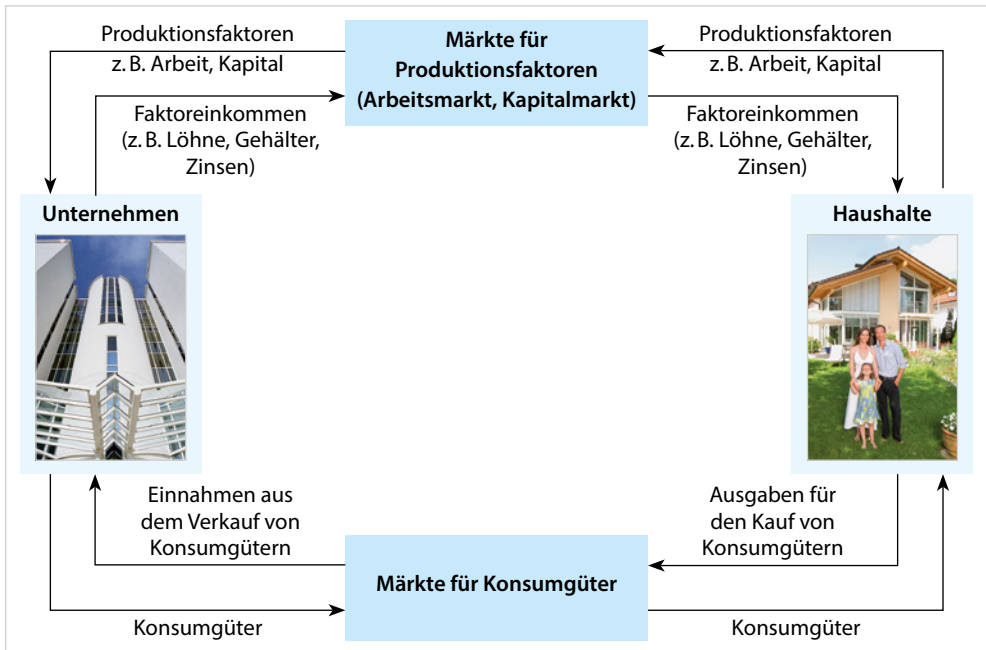 Produktionsfaktoren
z. B. Arbeit, Kapital
Märkte für
Produktionsfaktoren
(Arbeitsmarkt, Kapitalmarkt)
Produktionsfaktoren
z. B. Arbeit, Kapital
Faktoreinkommen
(z. B. Löhne, Gehälter,
Zinsen)
Faktoreinkommen
(z. B. Löhne, Gehälter,
Zinsen)
Unternehmen
Haushalte
Einnahmen aus
dem Verkauf von
Konsumgütern
Ausgaben für
den Kauf von
Konsumgütern
Märkte für Konsumgüter
Konsumgüter
Konsumgüter